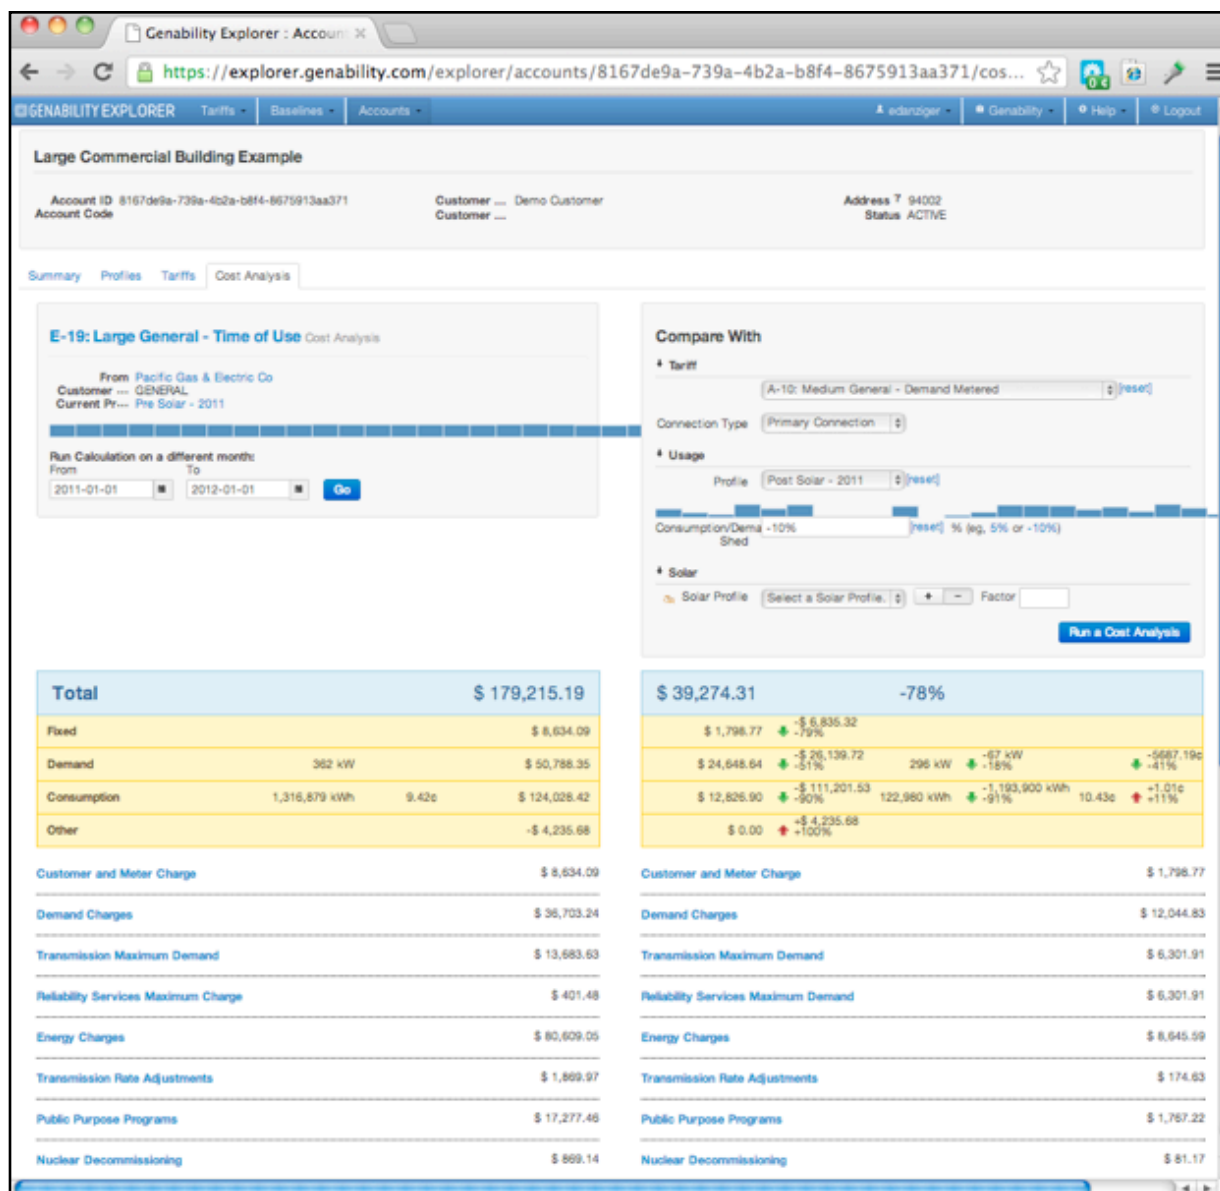 Genability Explorer : Accoun
https://explorer.genability.com/explorer/accounts/8167de9a-739a-4b2a-b8f4-8675913aa371/cos...
GENABILITY EXPLORER Tariffs Baselines Accounts edanziger Genability Help Logout
Large Commercial Building Example
Account ID 8167de9a-739a-4b2a-b8f4-8675913aa371 Customer ... Demo Customer Address 94002
Account Code Customer ... Status ACTIVE
Summary Profiles Tariffs Cost Analysis
E-19: Large General - Time of Use Cost Analysis
From Pacific Gas & Electric Co
Customer ... GENERAL
Current Pr... Pre Solar - 2011
Run Calculation on a different month:
From To
2011-01-01 2012-01-01 Go
Compare With
Tariff
A-10: Medium General - Demand Metered [reset]
Connection Type Primary Connection
Usage
Profile Post Solar - 2011 [reset]
Consumption/Dema -10% [reset] % (eg, 5% or -10%)
Shed
Solar
Solar Profile Select a Solar Profile. + - Factor
Run a Cost Analysis
Total $ 179,215.19 $ 39,274.31 -78%
Fixed $ 8,634.09 $ 1,798.77 -$ 6,835.32 -79%
Demand 362 kW $ 50,788.35 $ 24,648.64 -$ 26,139.72 -51% 296 kW -67 kW -18% -5687.19¢ -41%
Consumption 1,316,879 kWh 9.42¢ $ 124,028.42 $ 12,826.90 -$ 111,201.53 -90% 122,980 kWh -1,193,900 kWh -91% 10.43¢ +1.01¢ +11%
Other -$ 4,235.68 $ 0.00 +$ 4,235.68 +100%
Customer and Meter Charge $ 8,634.09 Customer and Meter Charge $ 1,798.77
Demand Charges $ 36,703.24 Demand Charges $ 12,044.83
Transmission Maximum Demand $ 13,683.63 Transmission Maximum Demand $ 6,301.91
Reliability Services Maximum Charge $ 401.48 Reliability Services Maximum Demand $ 6,301.91
Energy Charges $ 80,609.05 Energy Charges $ 8,645.59
Transmission Rate Adjustments $ 1,869.97 Transmission Rate Adjustments $ 174.63
Public Purpose Programs $ 17,277.46 Public Purpose Programs $ 1,767.22
Nuclear Decommissioning $ 869.14 Nuclear Decommissioning $ 81.17